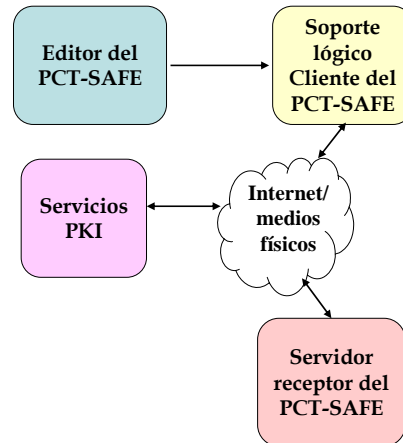 Editor del
PCT-SAFE
Soporte
lógico
Cliente del
PCT-SAFE
Servicios
PKI
Internet/
medios
físicos
Servidor
receptor del
PCT-SAFE